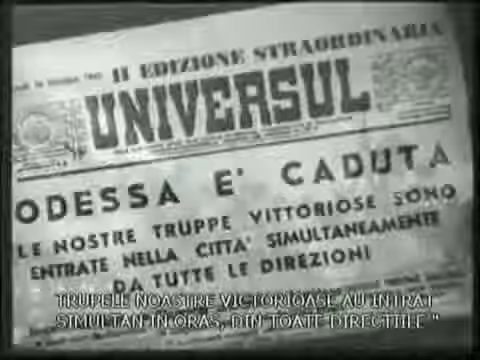 II EDIZIONE STRAORDINARIA
UNIVERSUL
ODESSA E' CADUTA
LE NOSTRE TRUPPE VITTORIOSE SONO
ENTRATE NELLA CITTA' SIMULTANEAMENTE
DA TUTTE LE DIREZIONI
TRUPELE NOASTRE VICTORIOASE AU INTRAT
SIMULTAN IN ORAS, DIN TOATE DIRECTTIILE "